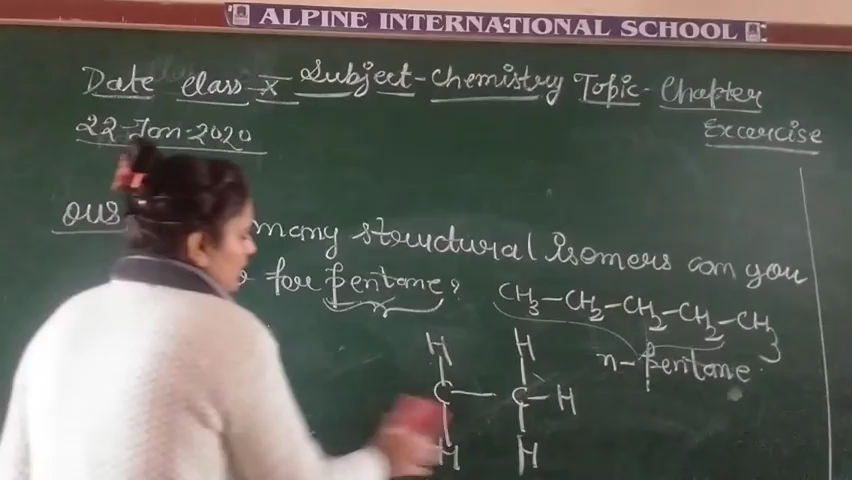 ALPINE INTERNATIONAL SCHOOL
Date Class - X Subject - Chemistry Topic - Chapter
22-Jan-2020 Excercise
QUS many structural isomers can you
for pentane?
CH3-CH2-CH2-CH2-CH3
n-pentane
H H
C — C - H
H H